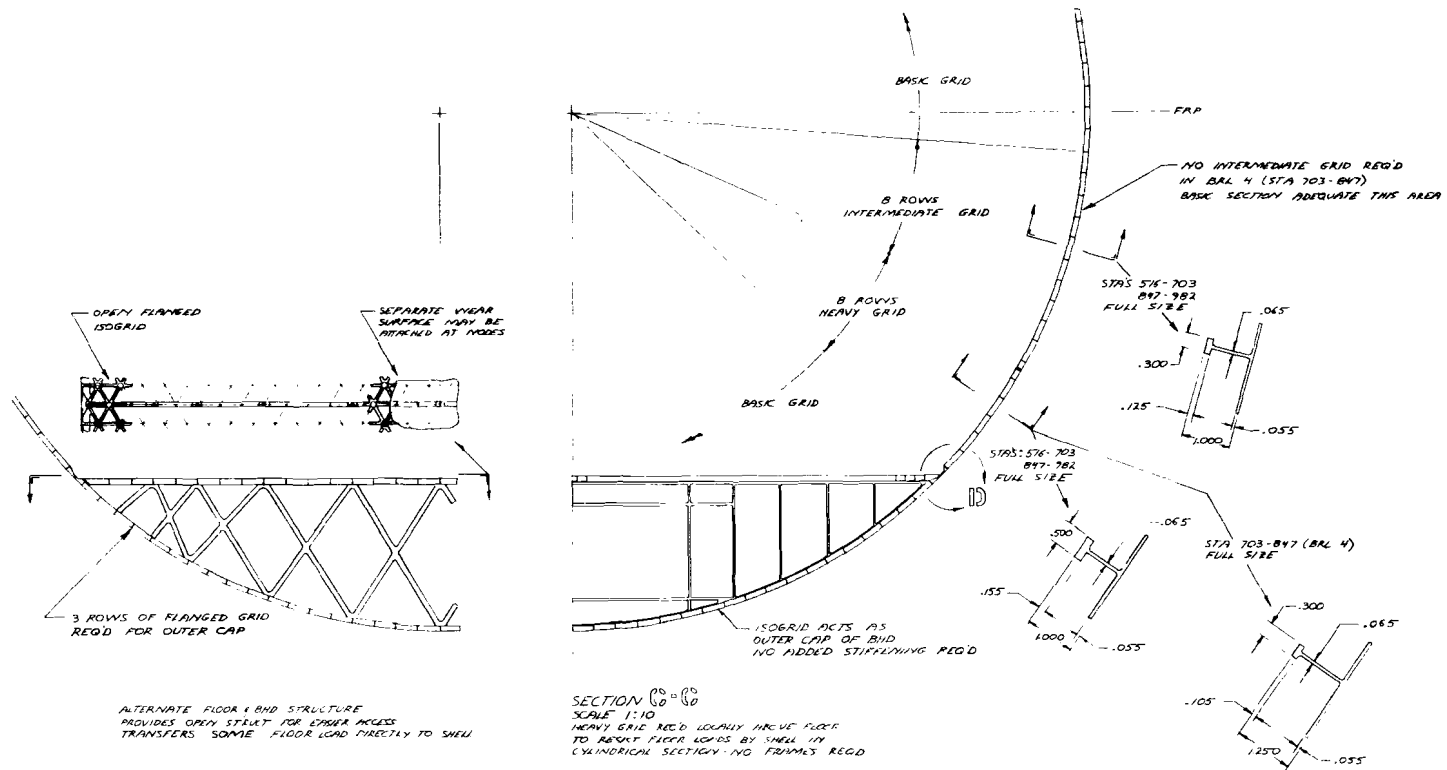 BASIC GRID
FRP
NO INTERMEDIATE GRID REQ'D
IN BRL 4 (STA 703-847)
BASIC SECTION ADEQUATE THIS AREA
8 ROWS
INTERMEDIATE GRID
8 ROWS
HEAVY GRID
BASIC GRID
OPEN FLANGED
ISOGRID
SEPARATE WEAR
SURFACE MAY BE
ATTACHED AT NODES
STA'S 516-703
847-982
FULL SIZE
.065
.300
.125
1.000
.055
STA'S: 516-703
847-982
FULL SIZE
.065
.500
.155
1.000
.055
D
STA 703-847 (BRL 4)
FULL SIZE
.300
.065
.105
1.250
.055
3 ROWS OF FLANGED GRID
REQ'D FOR OUTER CAP
ISOGRID ACTS AS
OUTER CAP OF BHD
NO ADDED STIFFENING REQ'D
ALTERNATE FLOOR & BHD STRUCTURE
PROVIDES OPEN STRUCT FOR EASIER ACCESS
TRANSFERS SOME FLOOR LOAD DIRECTLY TO SHELL
SECTION C-C
SCALE 1:10
HEAVY GRID REQ'D LOCALLY ABOVE FLOOR
TO RESIST FLOOR LOADS BY SHELL IN
CYLINDRICAL SECTION - NO FRAMES REQD